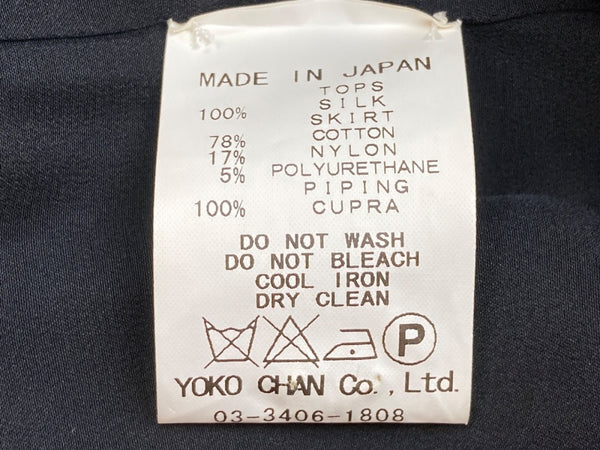 MADE IN JAPAN
TOPS
100% SILK
SKIRT
78% COTTON
17% NYLON
5% POLYURETHANE
PIPING
100% CUPRA
DO NOT WASH
DO NOT BLEACH
COOL IRON
DRY CLEAN
P
YOKO CHAN Co., Ltd.
03-3406-1808